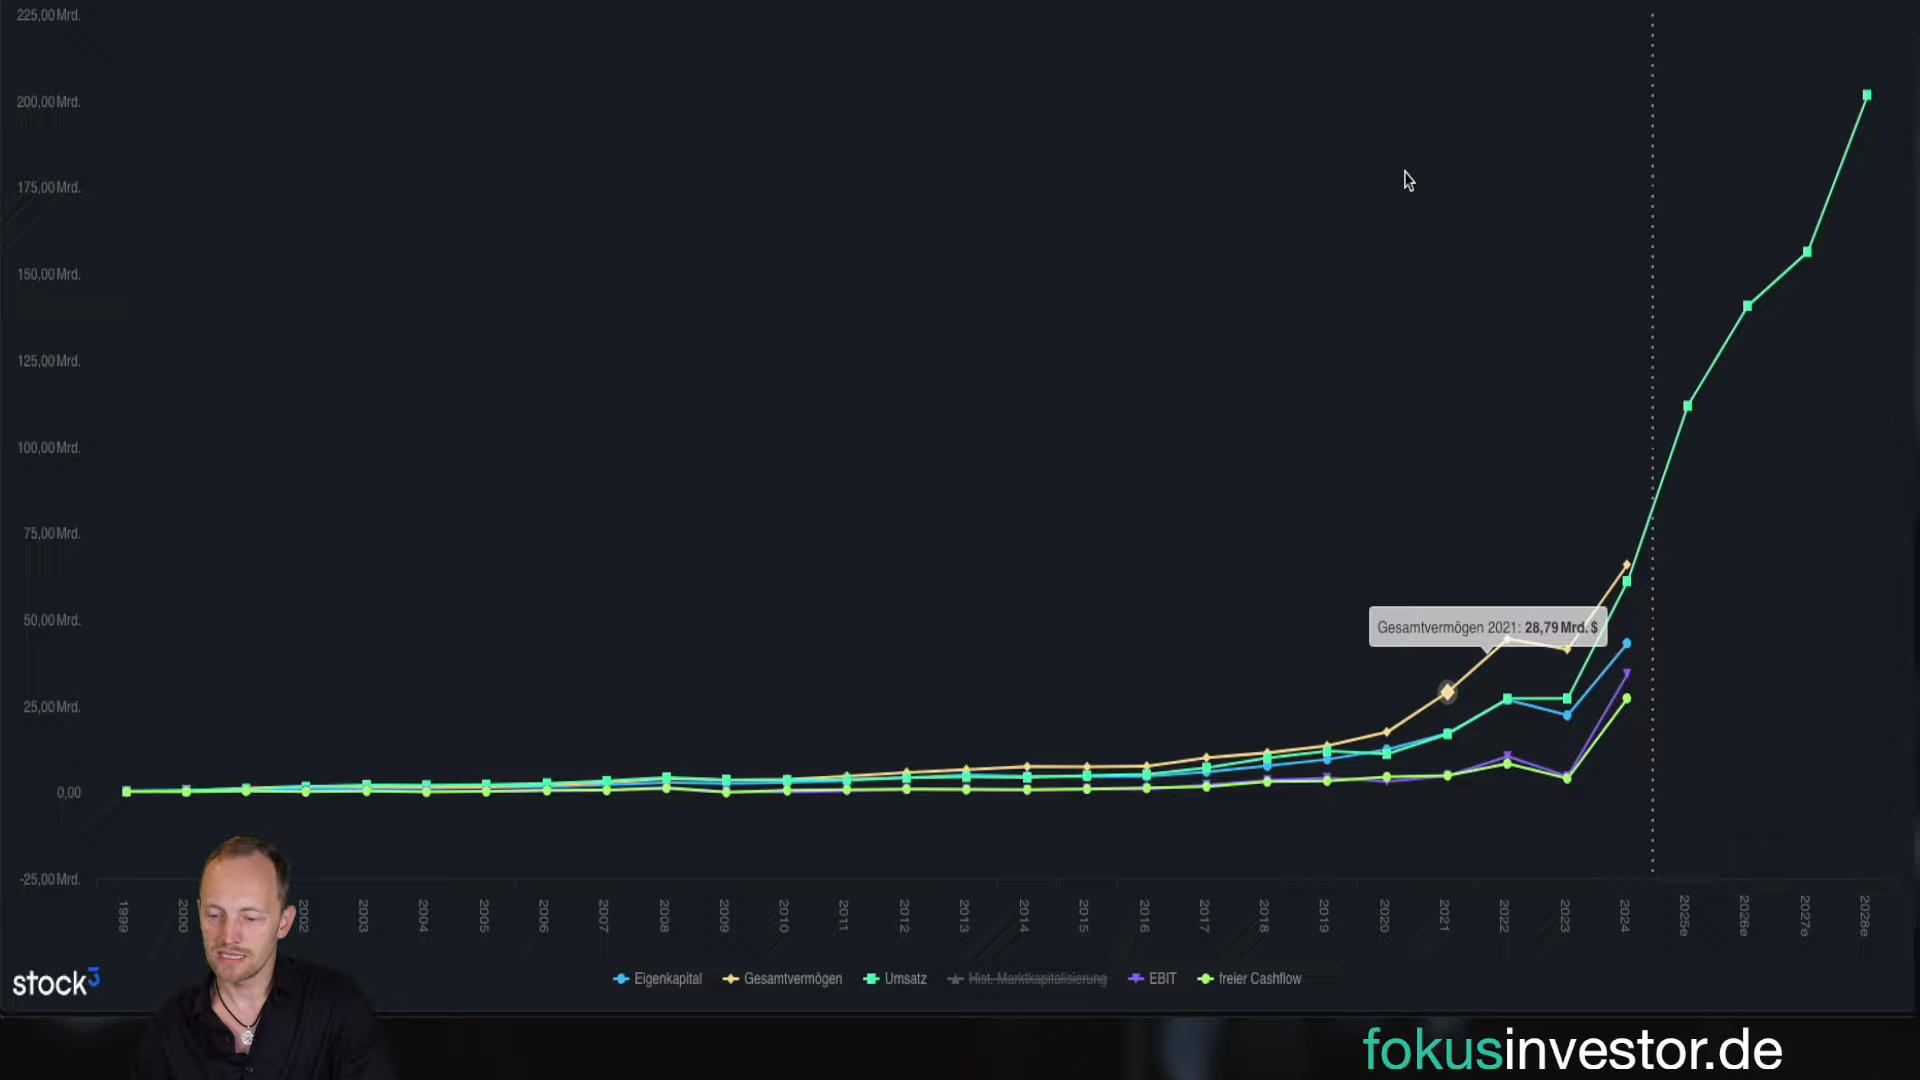 225,00 Mrd.
200,00 Mrd.
175,00 Mrd.
150,00 Mrd.
125,00 Mrd.
100,00 Mrd.
75,00 Mrd.
50,00 Mrd.
25,00 Mrd.
0,00
-25,00 Mrd.
Gesamtvermögen 2021: 28,79 Mrd. $
1999 2000 2002 2003 2004 2005 2006 2007 2008 2009 2010 2011 2012 2013 2014 2015 2016 2017 2018 2019 2020 2021 2022 2023 2024 2025e 2026e 2027e 2028e
Eigenkapital Gesamtvermögen Umsatz Hist. Marktkapitalisierung EBIT freier Cashflow
stock3
fokusinvestor.de